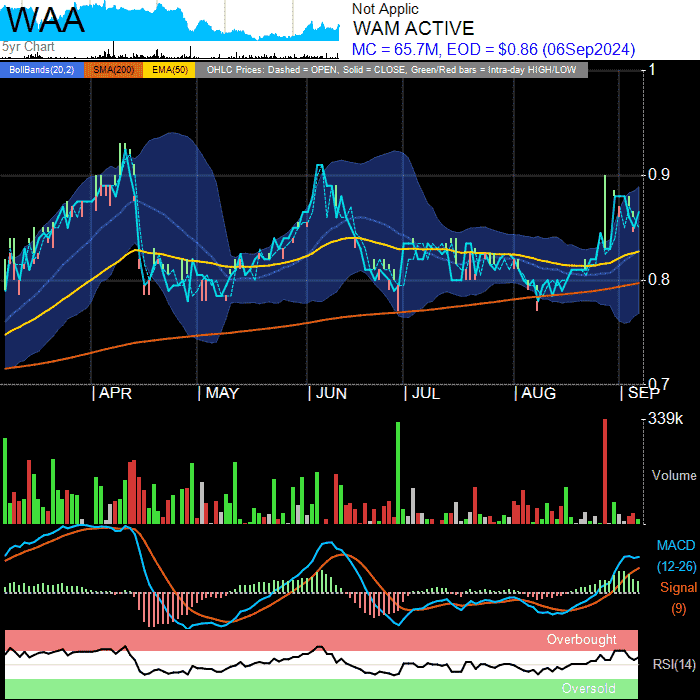 WAA
5yr Chart
Not Applic
WAM ACTIVE
MC = 65.7M, EOD = $0.86 (06Sep2024)
BollBands(20,2) SMA(200) EMA(50) OHLC Prices: Dashed = OPEN, Solid = CLOSE, Green/Red bars = Intra-day HIGH/LOW
1
0.9
0.8
0.7
APR MAY JUN JUL AUG SEP
339k
Volume
MACD
(12-26)
Signal
(9)
Overbought
RSI(14)
Oversold